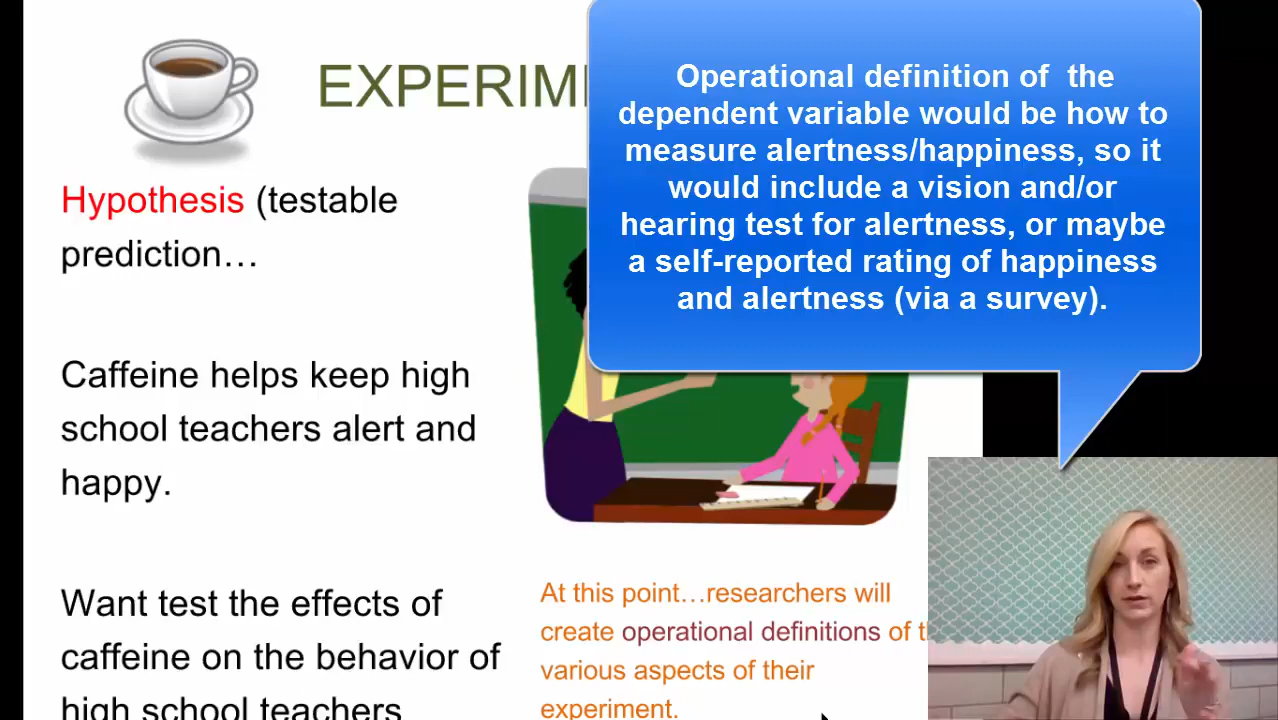 EXPERIM
Hypothesis (testable
prediction…
Caffeine helps keep high
school teachers alert and
happy.
Want test the effects of
caffeine on the behavior of
high school teachers
Operational definition of the
dependent variable would be how to
measure alertness/happiness, so it
would include a vision and/or
hearing test for alertness, or maybe
a self-reported rating of happiness
and alertness (via a survey).
At this point…researchers will
create operational definitions of
various aspects of their
experiment.